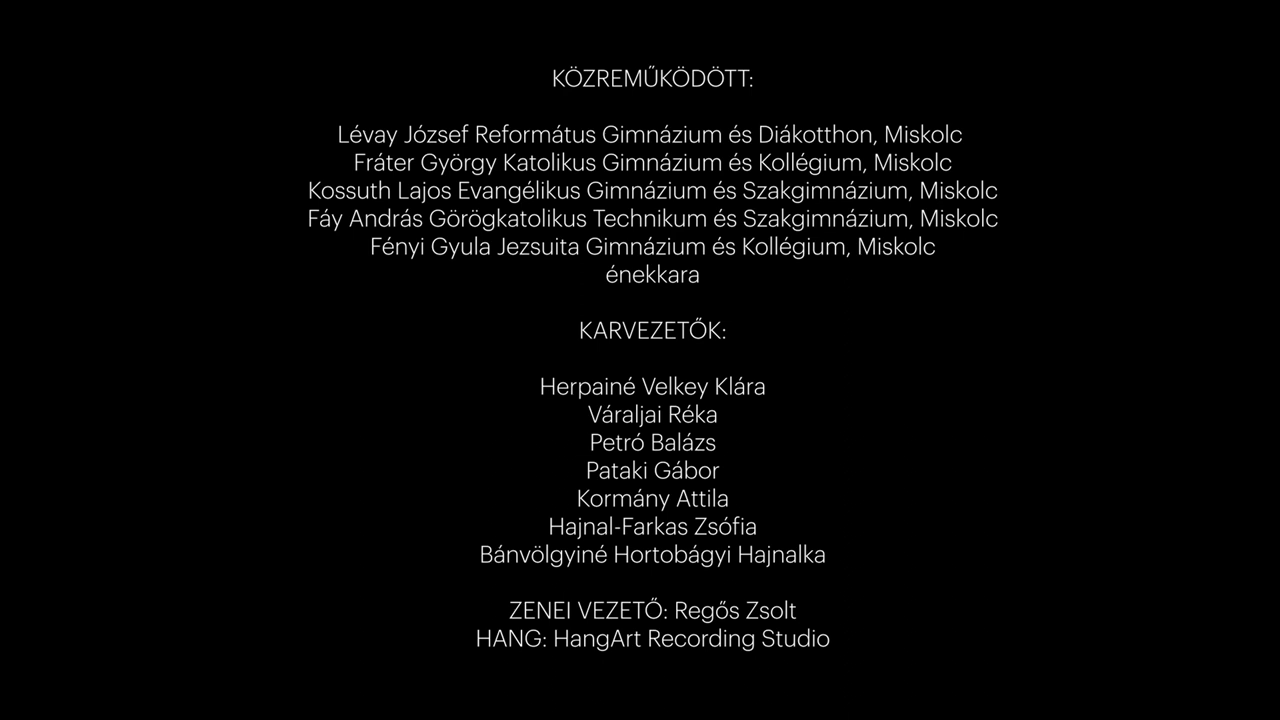 KÖZREMŰKÖDÖTT:
Lévay József Református Gimnázium és Diákotthon, Miskolc
Fráter György Katolikus Gimnázium és Kollégium, Miskolc
Kossuth Lajos Evangélikus Gimnázium és Szakgimnázium, Miskolc
Fáy András Görögkatolikus Technikum és Szakgimnázium, Miskolc
Fényi Gyula Jezsuita Gimnázium és Kollégium, Miskolc
énekkara
KARVEZETŐK:
Herpainé Velkey Klára
Váraljai Réka
Petró Balázs
Pataki Gábor
Kormány Attila
Hajnal-Farkas Zsófia
Bánvölgyiné Hortobágyi Hajnalka
ZENEI VEZETŐ: Regős Zsolt
HANG: HangArt Recording Studio